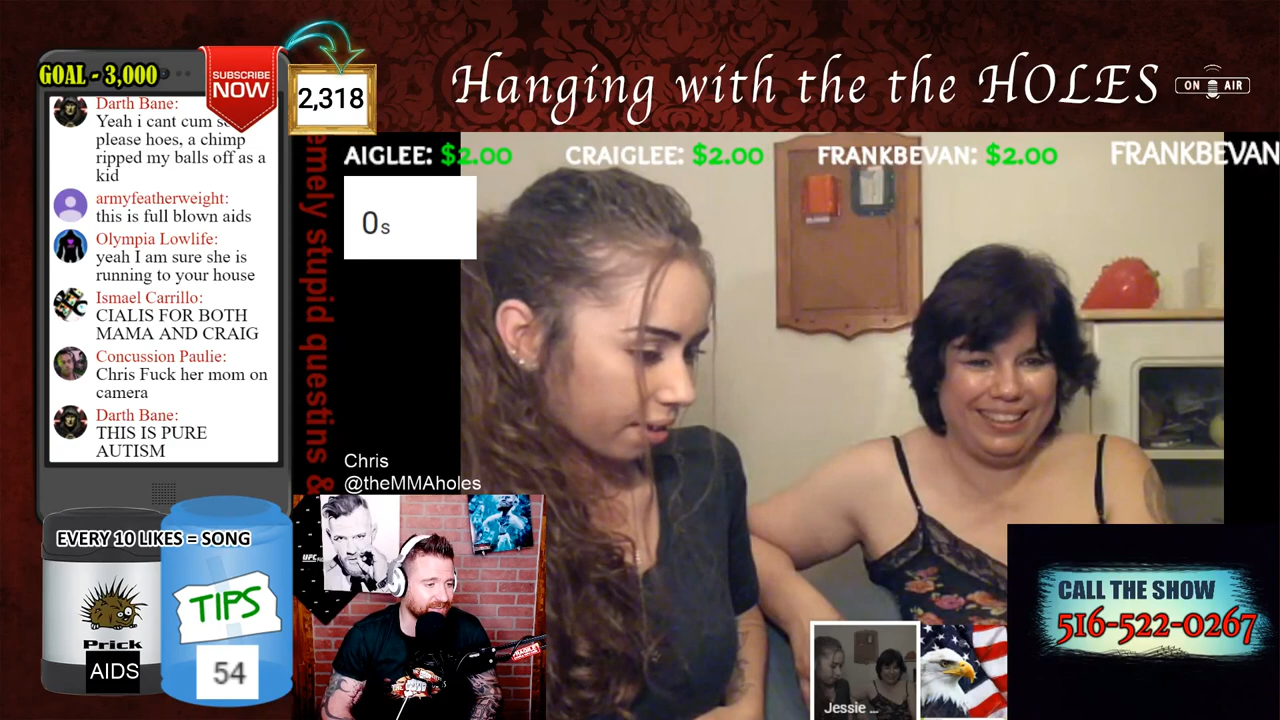 GOAL - 3,000
SUBSCRIBE
NOW
2,318
Hanging with the the HOLES
ON AIR
Darth Bane:
Yeah i cant cum so
please hoes, a chimp
ripped my balls off as a
kid
armyfeatherweight:
this is full blown aids
Olympia Lowlife:
yeah I am sure she is
running to your house
Ismael Carrillo:
CIALIS FOR BOTH
MAMA AND CRAIG
Concussion Paulie:
Chris Fuck her mom on
camera
Darth Bane:
THIS IS PURE
AUTISM
emely stupid questins &
AIGLEE: $2.00 CRAIGLEE: $2.00 FRANKBEVAN: $2.00 FRANKBEVAN
0s
Chris
@theMMAholes
EVERY 10 LIKES = SONG
Prick
AIDS
TIPS
54
UFC
Jessie ...
CALL THE SHOW
516-522-0267